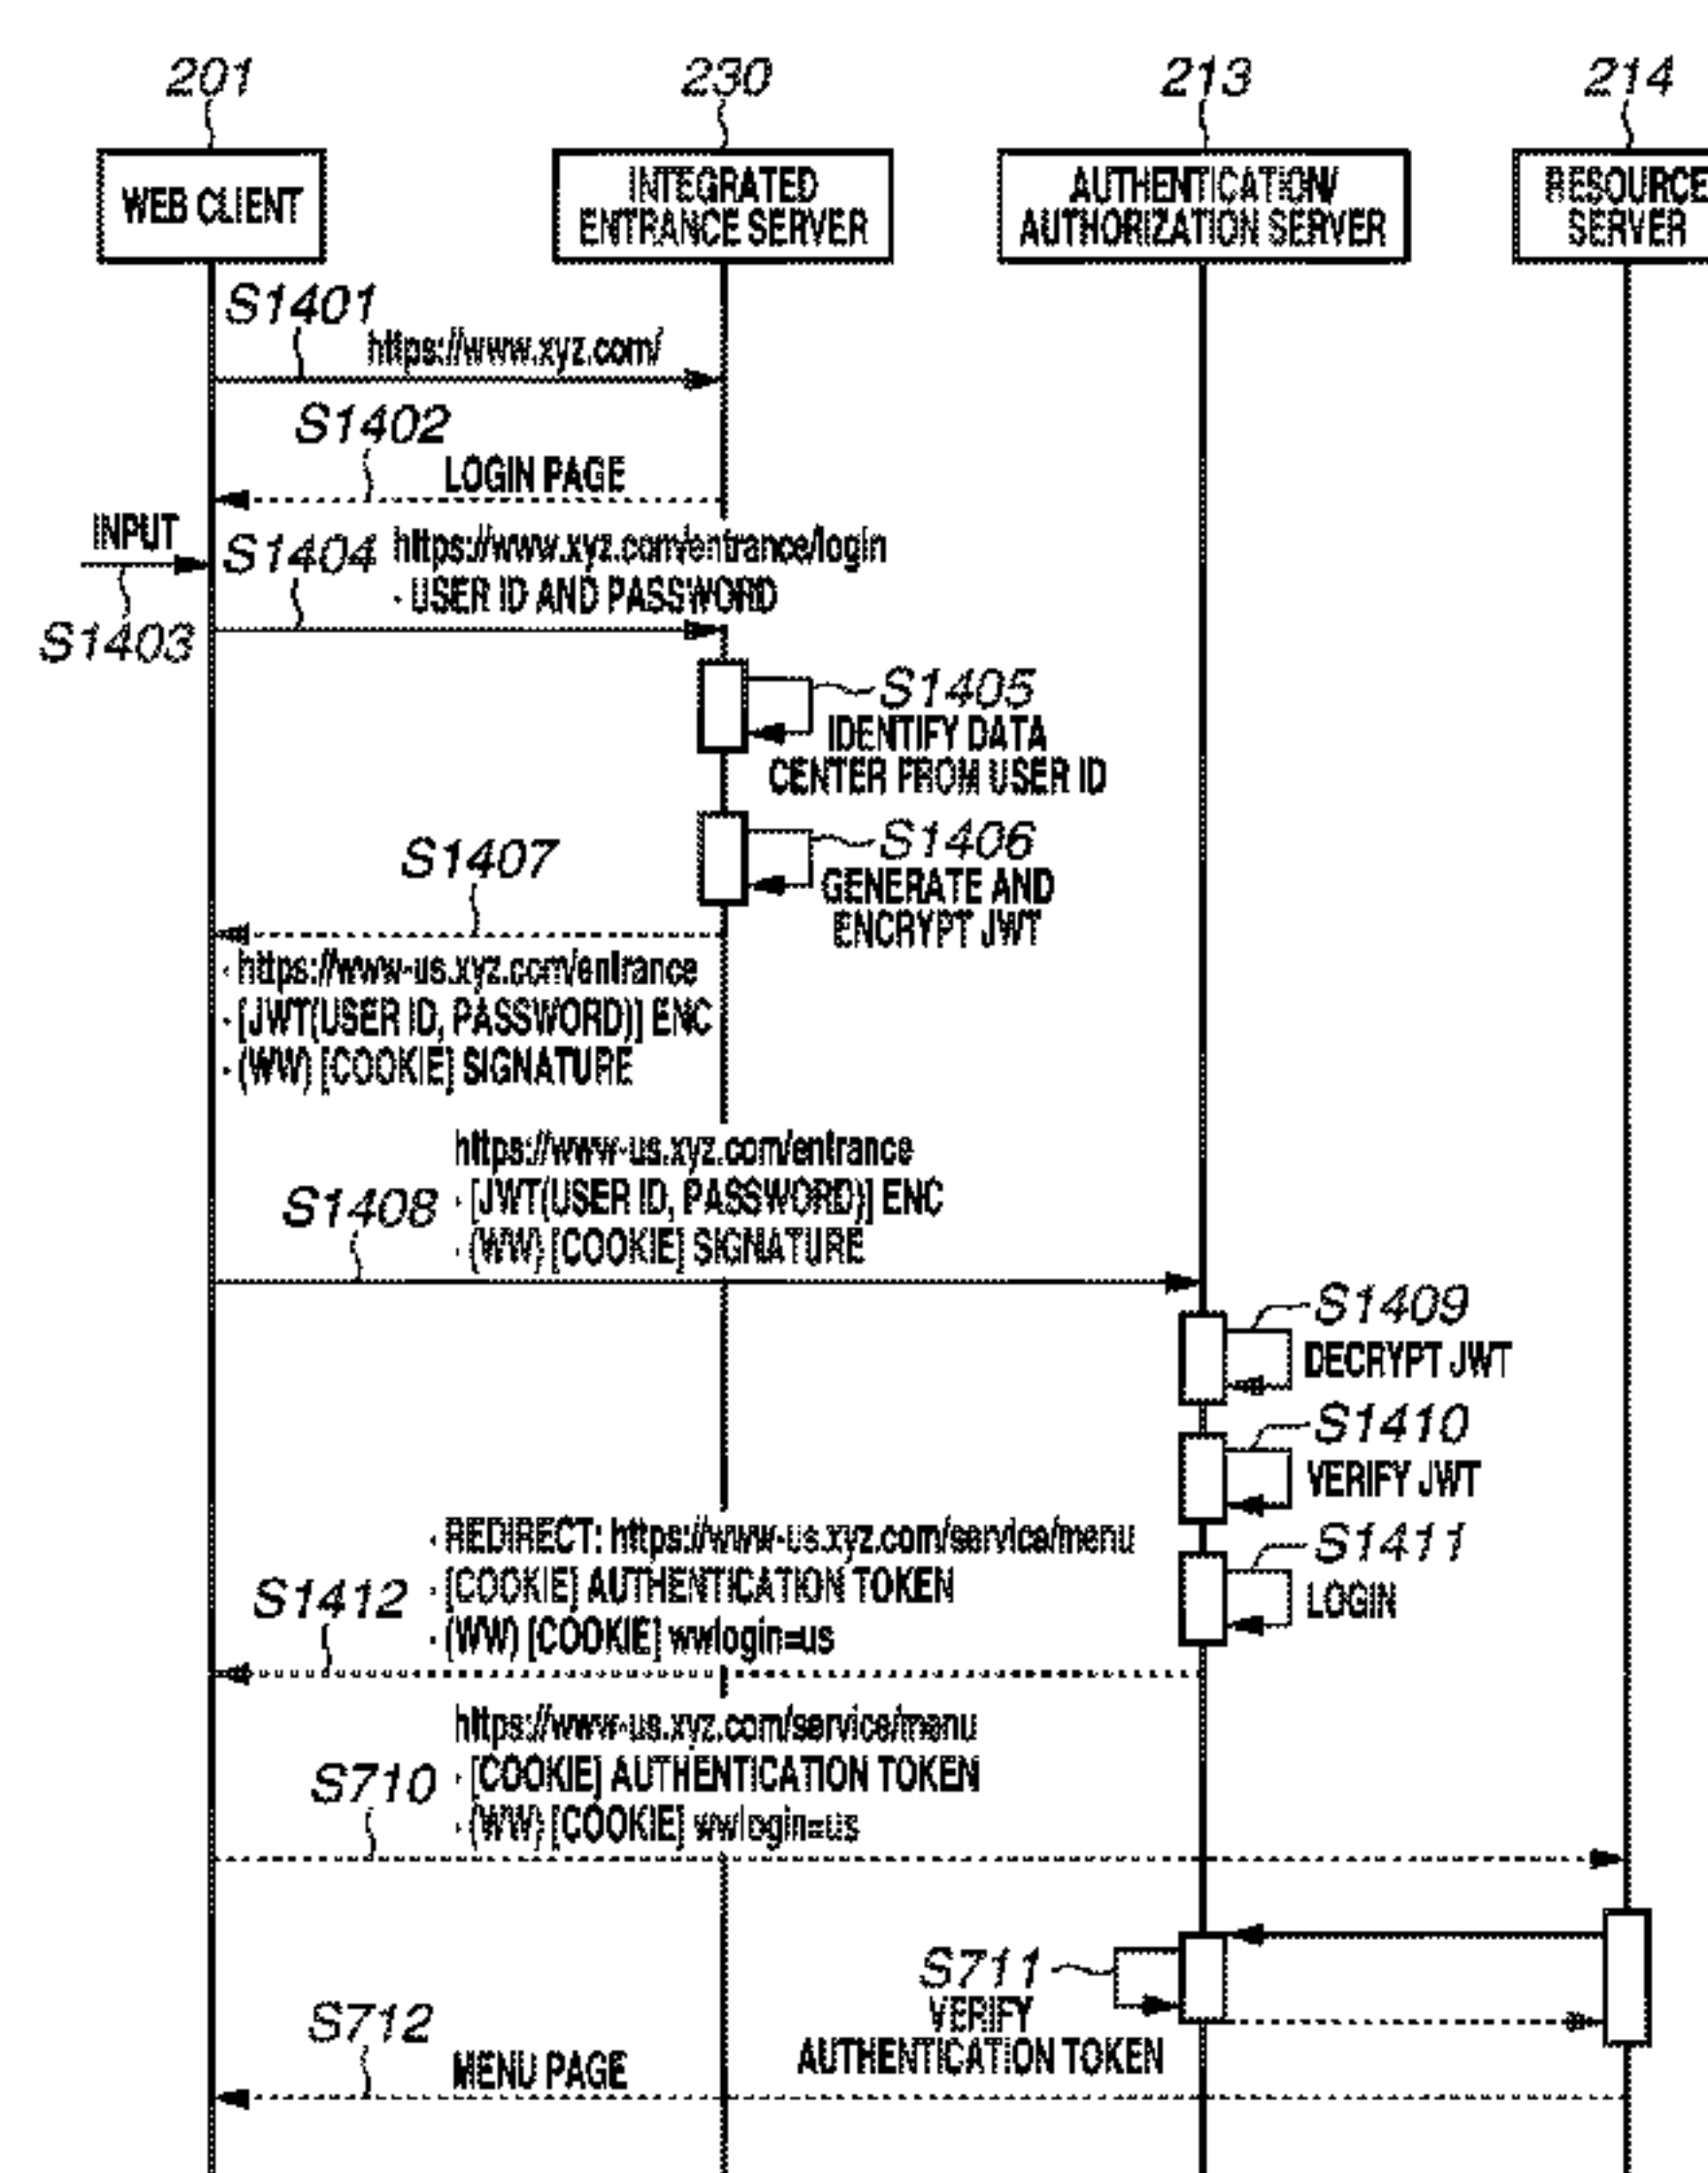 201
230
213
214
WEB CLIENT
INTEGRATED
ENTRANCE SERVER
AUTHENTICATION/
AUTHORIZATION SERVER
RESOURCE
SERVER
S1401
https://www.xyz.com/
S1402
LOGIN PAGE
INPUT
S1403
S1404
https://www.xyz.com/entrance/login
· USER ID AND PASSWORD
S1405
IDENTIFY DATA
CENTER FROM USER ID
S1406
GENERATE AND
ENCRYPT JWT
S1407
· https://www-us.xyz.com/entrance
· [JWT(USER ID, PASSWORD)] ENC
· (WW) [COOKIE] SIGNATURE
S1408
https://www-us.xyz.com/entrance
· [JWT(USER ID, PASSWORD)] ENC
· (WW) [COOKIE] SIGNATURE
S1409
DECRYPT JWT
S1410
VERIFY JWT
S1411
LOGIN
S1412
· REDIRECT: https://www-us.xyz.com/service/menu
· [COOKIE] AUTHENTICATION TOKEN
· (WW) [COOKIE] wwlogin=us
S710
https://www-us.xyz.com/service/menu
· [COOKIE] AUTHENTICATION TOKEN
· (WW) [COOKIE] wwlogin=us
S711
VERIFY
AUTHENTICATION TOKEN
S712
MENU PAGE